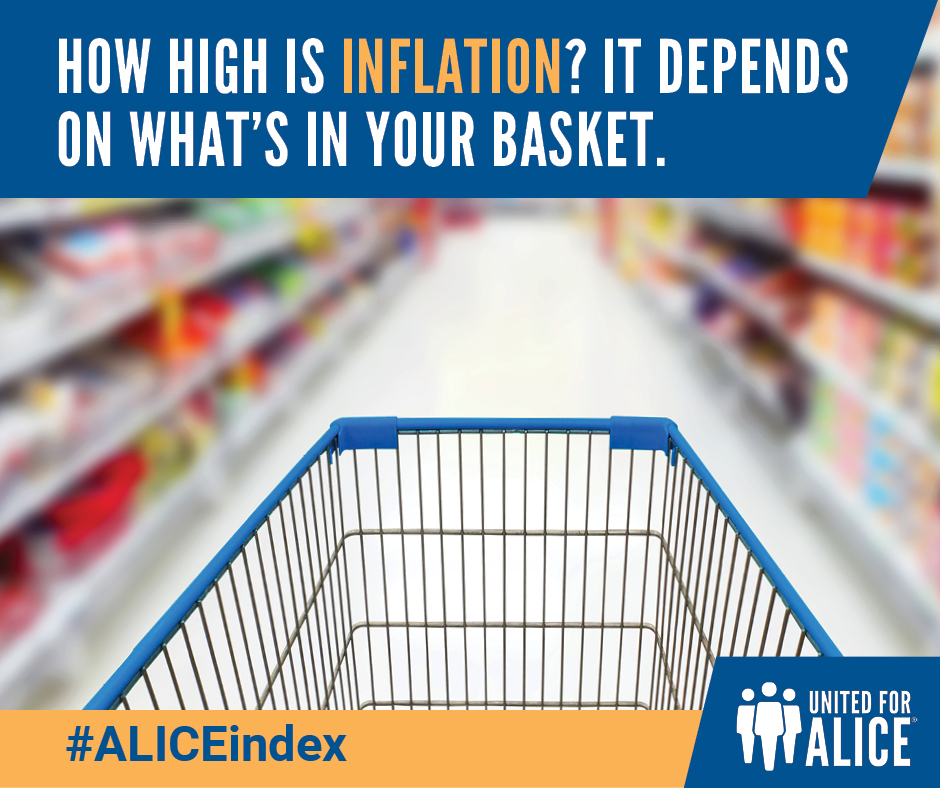 HOW HIGH IS INFLATION? IT DEPENDS
ON WHAT'S IN YOUR BASKET.
#ALICEindex
UNITED FOR
ALICE®